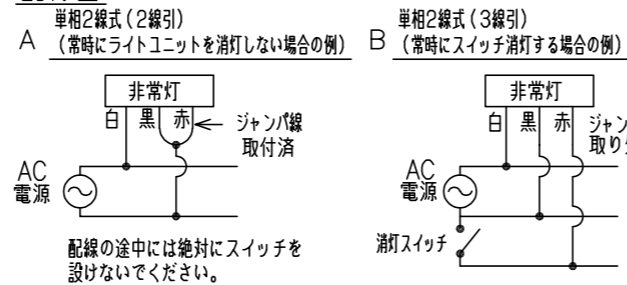 A
単相2線式(2線引)
(常時にライトユニットを消灯しない場合の例)
非常灯
白 黒 赤
ジャンパ線
取付済
AC
電源
配線の途中には絶対にスイッチを
設けないでください。
B
単相2線式(3線引)
(常時にスイッチ消灯する場合の例)
非常灯
白 黒 赤
AC
電源
消灯スイッチ